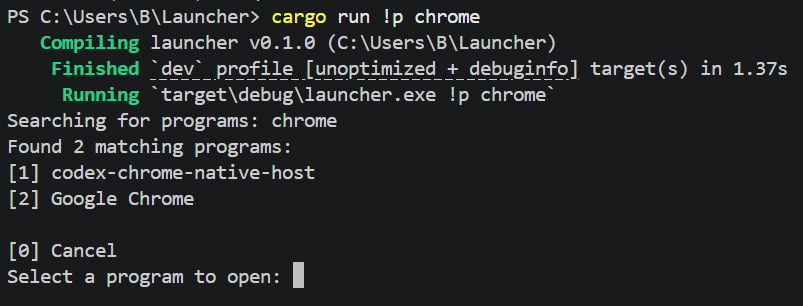 PS C:\Users\B\Launcher> cargo run !p chrome
Compiling launcher v0.1.0 (C:\Users\B\Launcher)
Finished `dev` profile [unoptimized + debuginfo] target(s) in 1.37s
Running `target\debug\launcher.exe !p chrome`
Searching for programs: chrome
Found 2 matching programs:
[1] codex-chrome-native-host
[2] Google Chrome
[0] Cancel
Select a program to open: